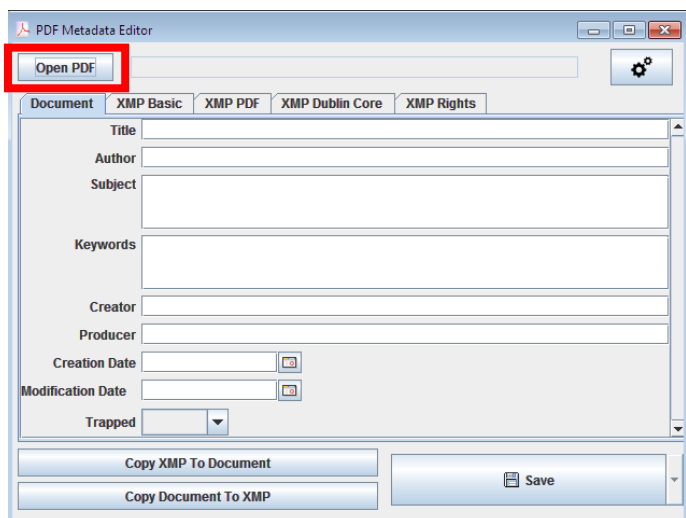 PDF Metadata Editor
Open PDF
Document XMP Basic XMP PDF XMP Dublin Core XMP Rights
Title
Author
Subject
Keywords
Creator
Producer
Creation Date
Modification Date
Trapped
Copy XMP To Document
Save
Copy Document To XMP